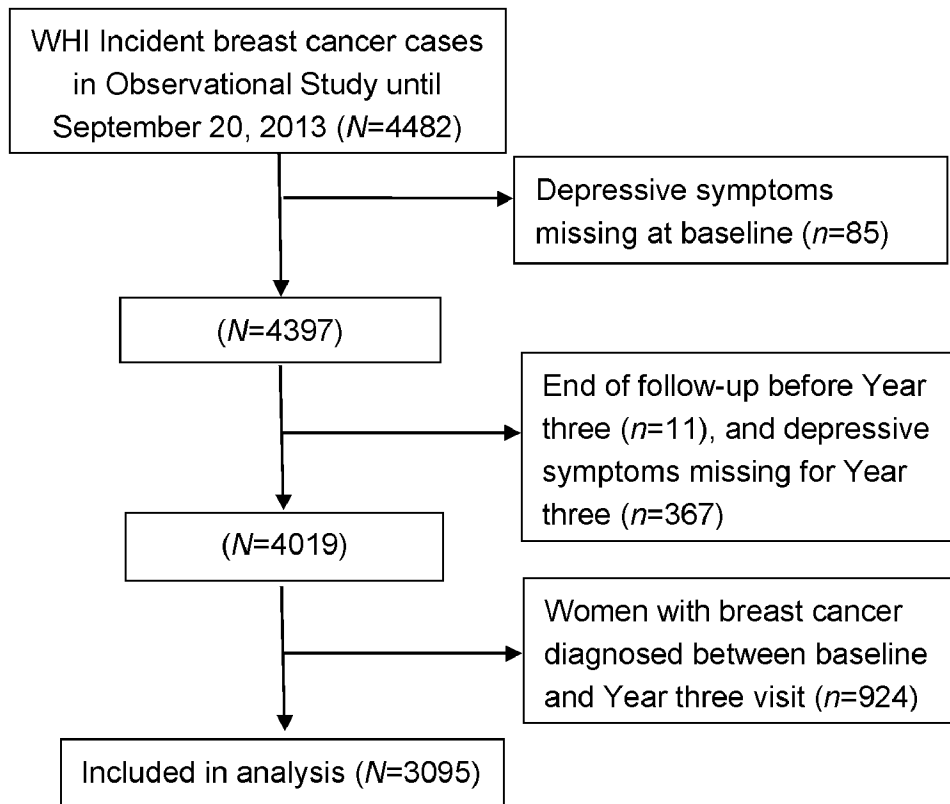 WHI Incident breast cancer cases
in Observational Study until
September 20, 2013 (N=4482)
Depressive symptoms
missing at baseline (n=85)
(N=4397)
End of follow-up before Year
three (n=11), and depressive
symptoms missing for Year
three (n=367)
(N=4019)
Women with breast cancer
diagnosed between baseline
and Year three visit (n=924)
Included in analysis (N=3095)